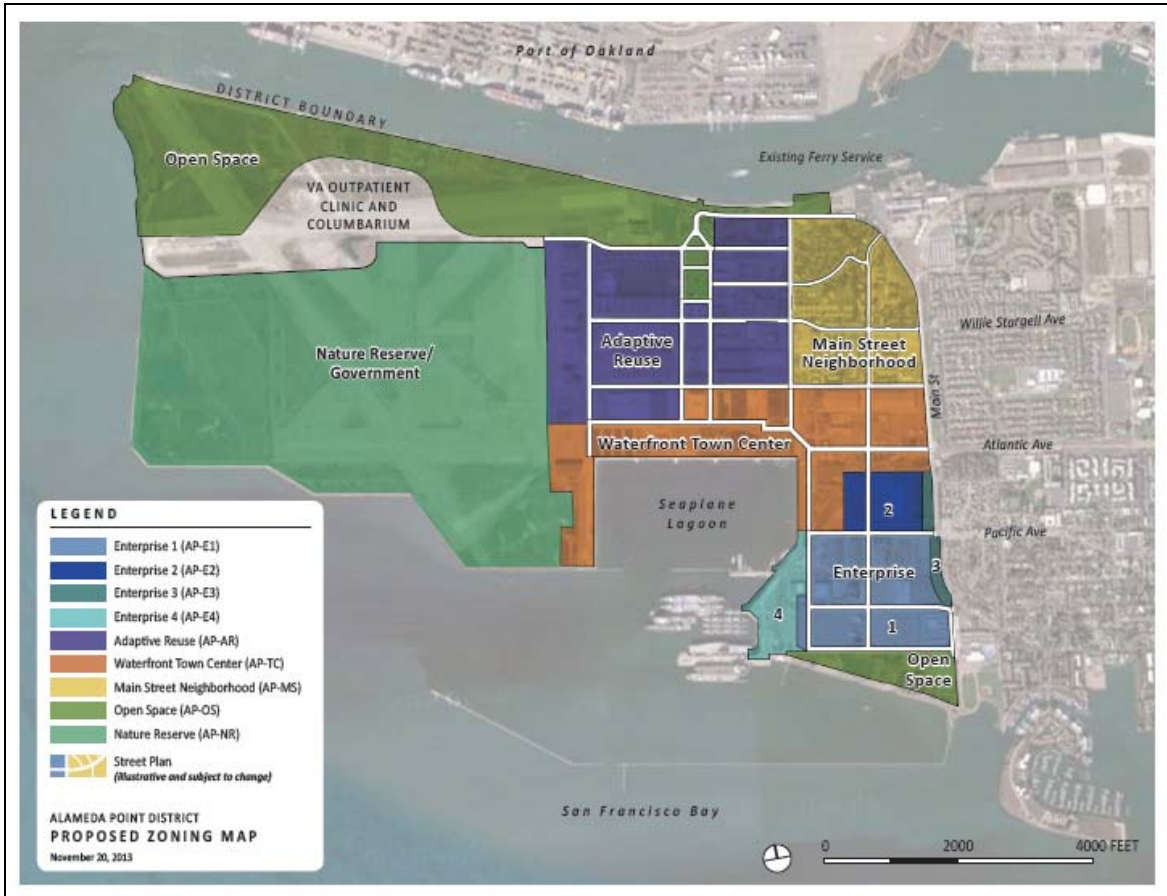 Port of Oakland
DISTRICT BOUNDARY
Open Space
Existing Ferry Service
VA OUTPATIENT
CLINIC AND
COLUMBARIUM
Willie Stargell Ave
Nature Reserve/
Government
Adaptive
Reuse
Main Street
Neighborhood
Main St
Waterfront Town Center
Atlantic Ave
Seaplane
Lagoon
2
Pacific Ave
Enterprise
3
4
1
Open
Space
LEGEND
Enterprise 1 (AP-E1)
Enterprise 2 (AP-E2)
Enterprise 3 (AP-E3)
Enterprise 4 (AP-E4)
Adaptive Reuse (AP-AR)
Waterfront Town Center (AP-TC)
Main Street Neighborhood (AP-MS)
Open Space (AP-OS)
Nature Reserve (AP-NR)
Street Plan
(illustrative and subject to change)
ALAMEDA POINT DISTRICT
PROPOSED ZONING MAP
November 20, 2013
San Francisco Bay
0 2000 4000 FEET